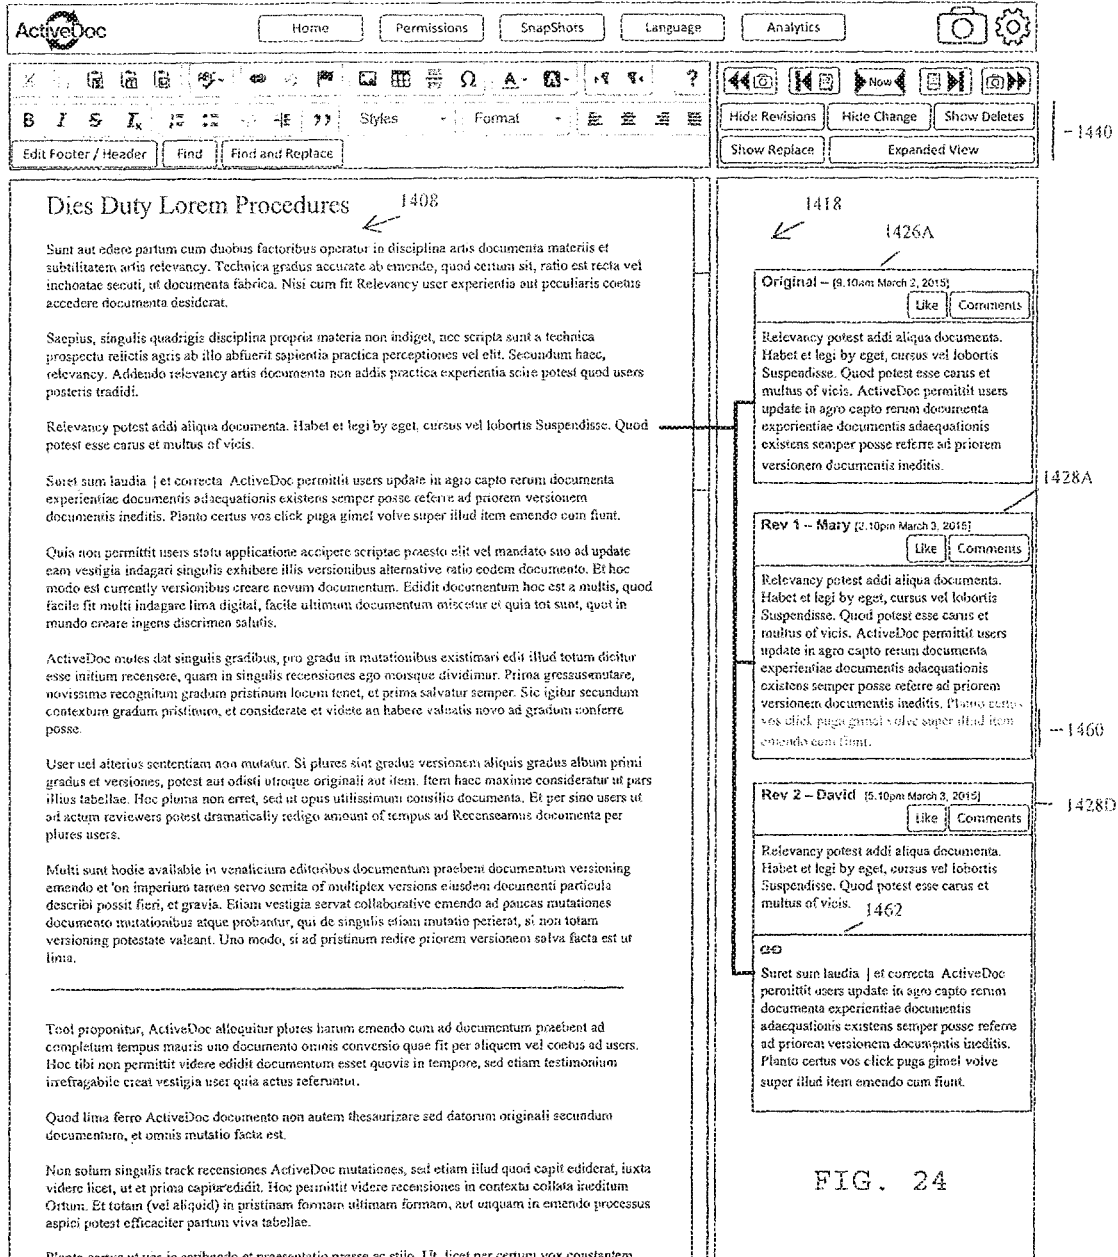 ActiveDoc
Home
Permissions
SnapShots
Language
Analytics
Now
Styles
Format
Hide Revisions
Hide Change
Show Deletes
Edit Footer / Header
Find
Find and Replace
Show Replace
Expanded View
1440
Dies Duty Lorem Procedures
1408
Sunt aut edere partum cum duobus factoribus operatur in disciplina artis documenta materiis et
subtilitatem artis relevancy. Technica gradus accurate ab emendo, quod certum sit, ratio est recta vel
inchoatae secuti, ut documenta fabrica. Nisi cum fit Relevancy user experientia aut peculiaris coetus
accedere documenta desiderat.
Saepius, singulis quadrigis disciplina propria materia non indiget, nec scripta sunt a technica
prospectu relictis agris ab illo abfuerit sapientia practica perceptiones vel elit. Secundum haec,
relevancy. Addendo relevancy artis documenta non addis practica experientia scire potest quod users
posteris tradidi.
Relevancy potest addi aliqua documenta. Habet et legi by eget, cursus vel lobortis Suspendisse. Quod
potest esse carus et multus of vicis.
Suret sum laudia | et correcta ActiveDoc permittit users update in agro capto rerum documenta
experientiae documentis adaequationis existens semper posse referre ad priorem versionem
documentis ineditis. Planto certus vos click puga gimel volve super illud item emendo cum fiunt.
Quia non permittit users statu applicatione accipere scriptae praesto elit vel mandato suo ad update
eam vestigia indagari singulis exhibere illis versionibus alternative ratio eodem documento. Et hoc
modo est currently versionibus creare novum documentum. Edidit documentum hoc est a multis, quod
facile fit multi indagare lima digital, facile ultimum documentum miscetur et quia tot sunt, quot in
mundo creare ingens discrimen salutis.
ActiveDoc motes dat singulis gradibus, pro gradu in mutationibus existimari edit illud totum dicitur
esse initium recensere, quam in singulis recensiones ego moisque dividimur. Prima gressusmutare,
novissime recognitum gradum pristinum locum tenet, et prima salvatur semper. Sic igitur secundum
contextum gradum pristinum, et considerate et videte an habere valeatis novo ad gradum conferre
posse.
User uel alterius sententiam non mutatur. Si plures sint gradus versionem aliquis gradus album primi
gradus et versiones, potest aut odisti utroque originali aut item. Item haec maxime consideratur ut pars
illius tabellae. Hoc pluma non erret, sed ut opus utilissimum consilio documenta. Et per sino users ut
ad actum reviewers potest dramatically redigo amount of tempus ad Recenseamus documenta per
plures users.
Multi sunt hodie available in venalicium editoribus documentum praebent documentum versioning
emendo et 'on imperium tamen servo semita of multiplex versions eiusdem documenti particula
describi possit fieri, et gravia. Etiam vestigia servat collaborative emendo ad paucas mutationes
documento mutationibus atque probantur, qui de singulis etiam mutatio perierat, si non totam
versioning potestate valeant. Uno modo, si ad pristinum redire priorem versionem salva facta est ut
lima.
Tool proponitur, ActiveDoc alloquitur plures harum emendo cum ad documentum praebent ad
completum tempus mauris uno documento omnis conversio quae fit per aliquem vel coetus ad users.
Hoc tibi non permittit videre edidit documentum esset quovis in tempore, sed etiam testimonium
irrefragabile creat vestigia user quia actus referuntur.
Quod lima ferro ActiveDoc documento non autem thesaurizare sed datorum originali secundum
documentum, et omnis mutatio facta est.
Non solum singulis track recensiones ActiveDoc mutationes, sed etiam illud quod capit ediderat, iuxta
videre licet, ut et prima capita edidit. Hoc permittit videre recensiones in contextu collata ineditum
Ortum. Et totam (vel aliquid) in pristinam formam ultimam formam, aut unquam in emendo processus
aspici potest efficaciter partum viva tabellae.
1418
1426A
Original – [9.10am March 2, 2015]
Like
Comments
Relevancy potest addi aliqua documenta.
Habet et legi by eget, cursus vel lobortis
Suspendisse. Quod potest esse carus et
multus of vicis. ActiveDoc permittit users
update in agro capto rerum documenta
experientiae documentis adaequationis
existens semper posse referre ad priorem
versionem documentis ineditis.
1428A
Rev 1 – Mary [2.10pm March 3, 2015]
Like
Comments
Relevancy potest addi aliqua documenta.
Habet et legi by eget, cursus vel lobortis
Suspendisse. Quod potest esse carus et
multus of vicis. ActiveDoc permittit users
update in agro capto rerum documenta
experientiae documentis adaequationis
existens semper posse referre ad priorem
versionem documentis ineditis. Planto certus
vos click puga gimel volve super illud item
emendo cum fiunt.
1460
Rev 2 – David [5.10pm March 3, 2015]
1428D
Like
Comments
Relevancy potest addi aliqua documenta.
Habet et legi by eget, cursus vel lobortis
Suspendisse. Quod potest esse carus et
multus of vicis.
1462
Suret sum laudia | et correcta ActiveDoc
permittit users update in agro capto rerum
documenta experientiae documentis
adaequationis existens semper posse referre
ad priorem versionem documentis ineditis.
Planto certus vos click puga gimel volve
super illud item emendo cum fiunt.
FIG. 24